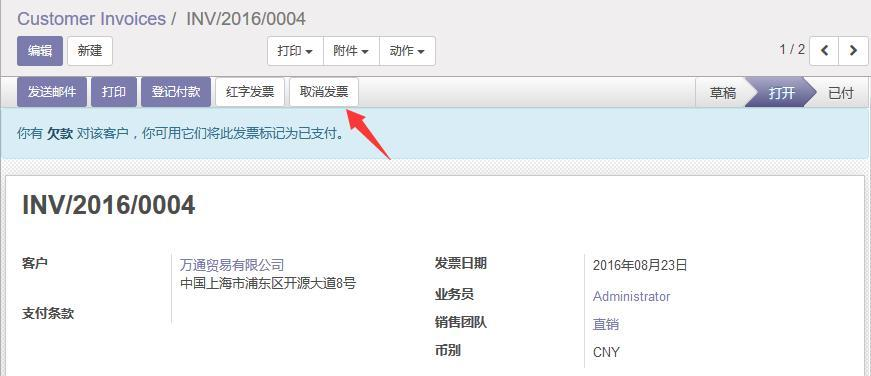 Customer Invoices / INV/2016/0004
编辑 新建 打印 附件 动作 1 / 2
发送邮件 打印 登记付款 红字发票 取消发票 草稿 打开 已付
你有 欠款 对该客户，你可用它们将此发票标记为已支付。
INV/2016/0004
客户 万通贸易有限公司 发票日期 2016年08月23日
中国上海市浦东区开源大道8号
业务员 Administrator
支付条款 销售团队 直销
币别 CNY